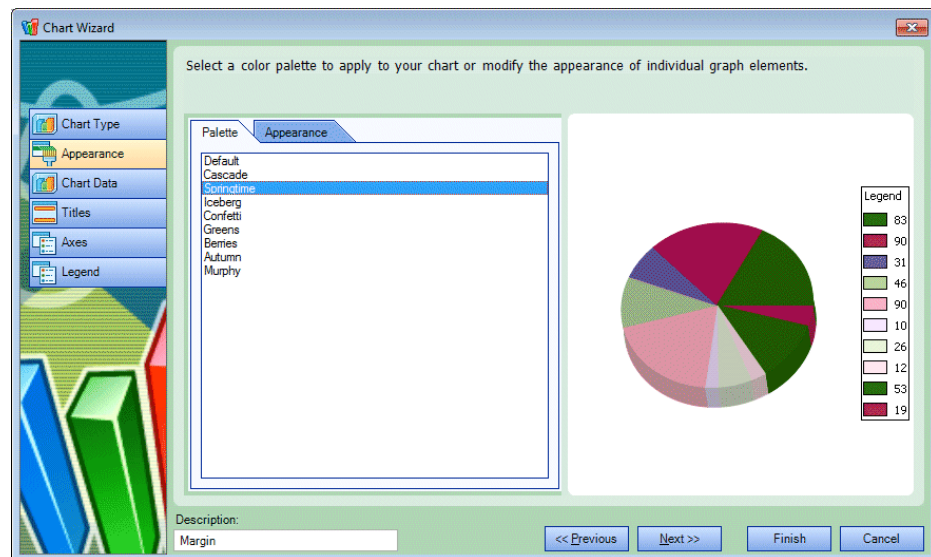 Chart Wizard
Select a color palette to apply to your chart or modify the appearance of individual graph elements.
Chart Type
Appearance
Chart Data
Titles
Axes
Legend
Palette
Appearance
Default
Cascade
Springtime
Iceberg
Confetti
Greens
Berries
Autumn
Murphy
Legend
83
90
31
46
90
10
26
12
53
19
Description:
Margin
<< Previous
Next >>
Finish
Cancel